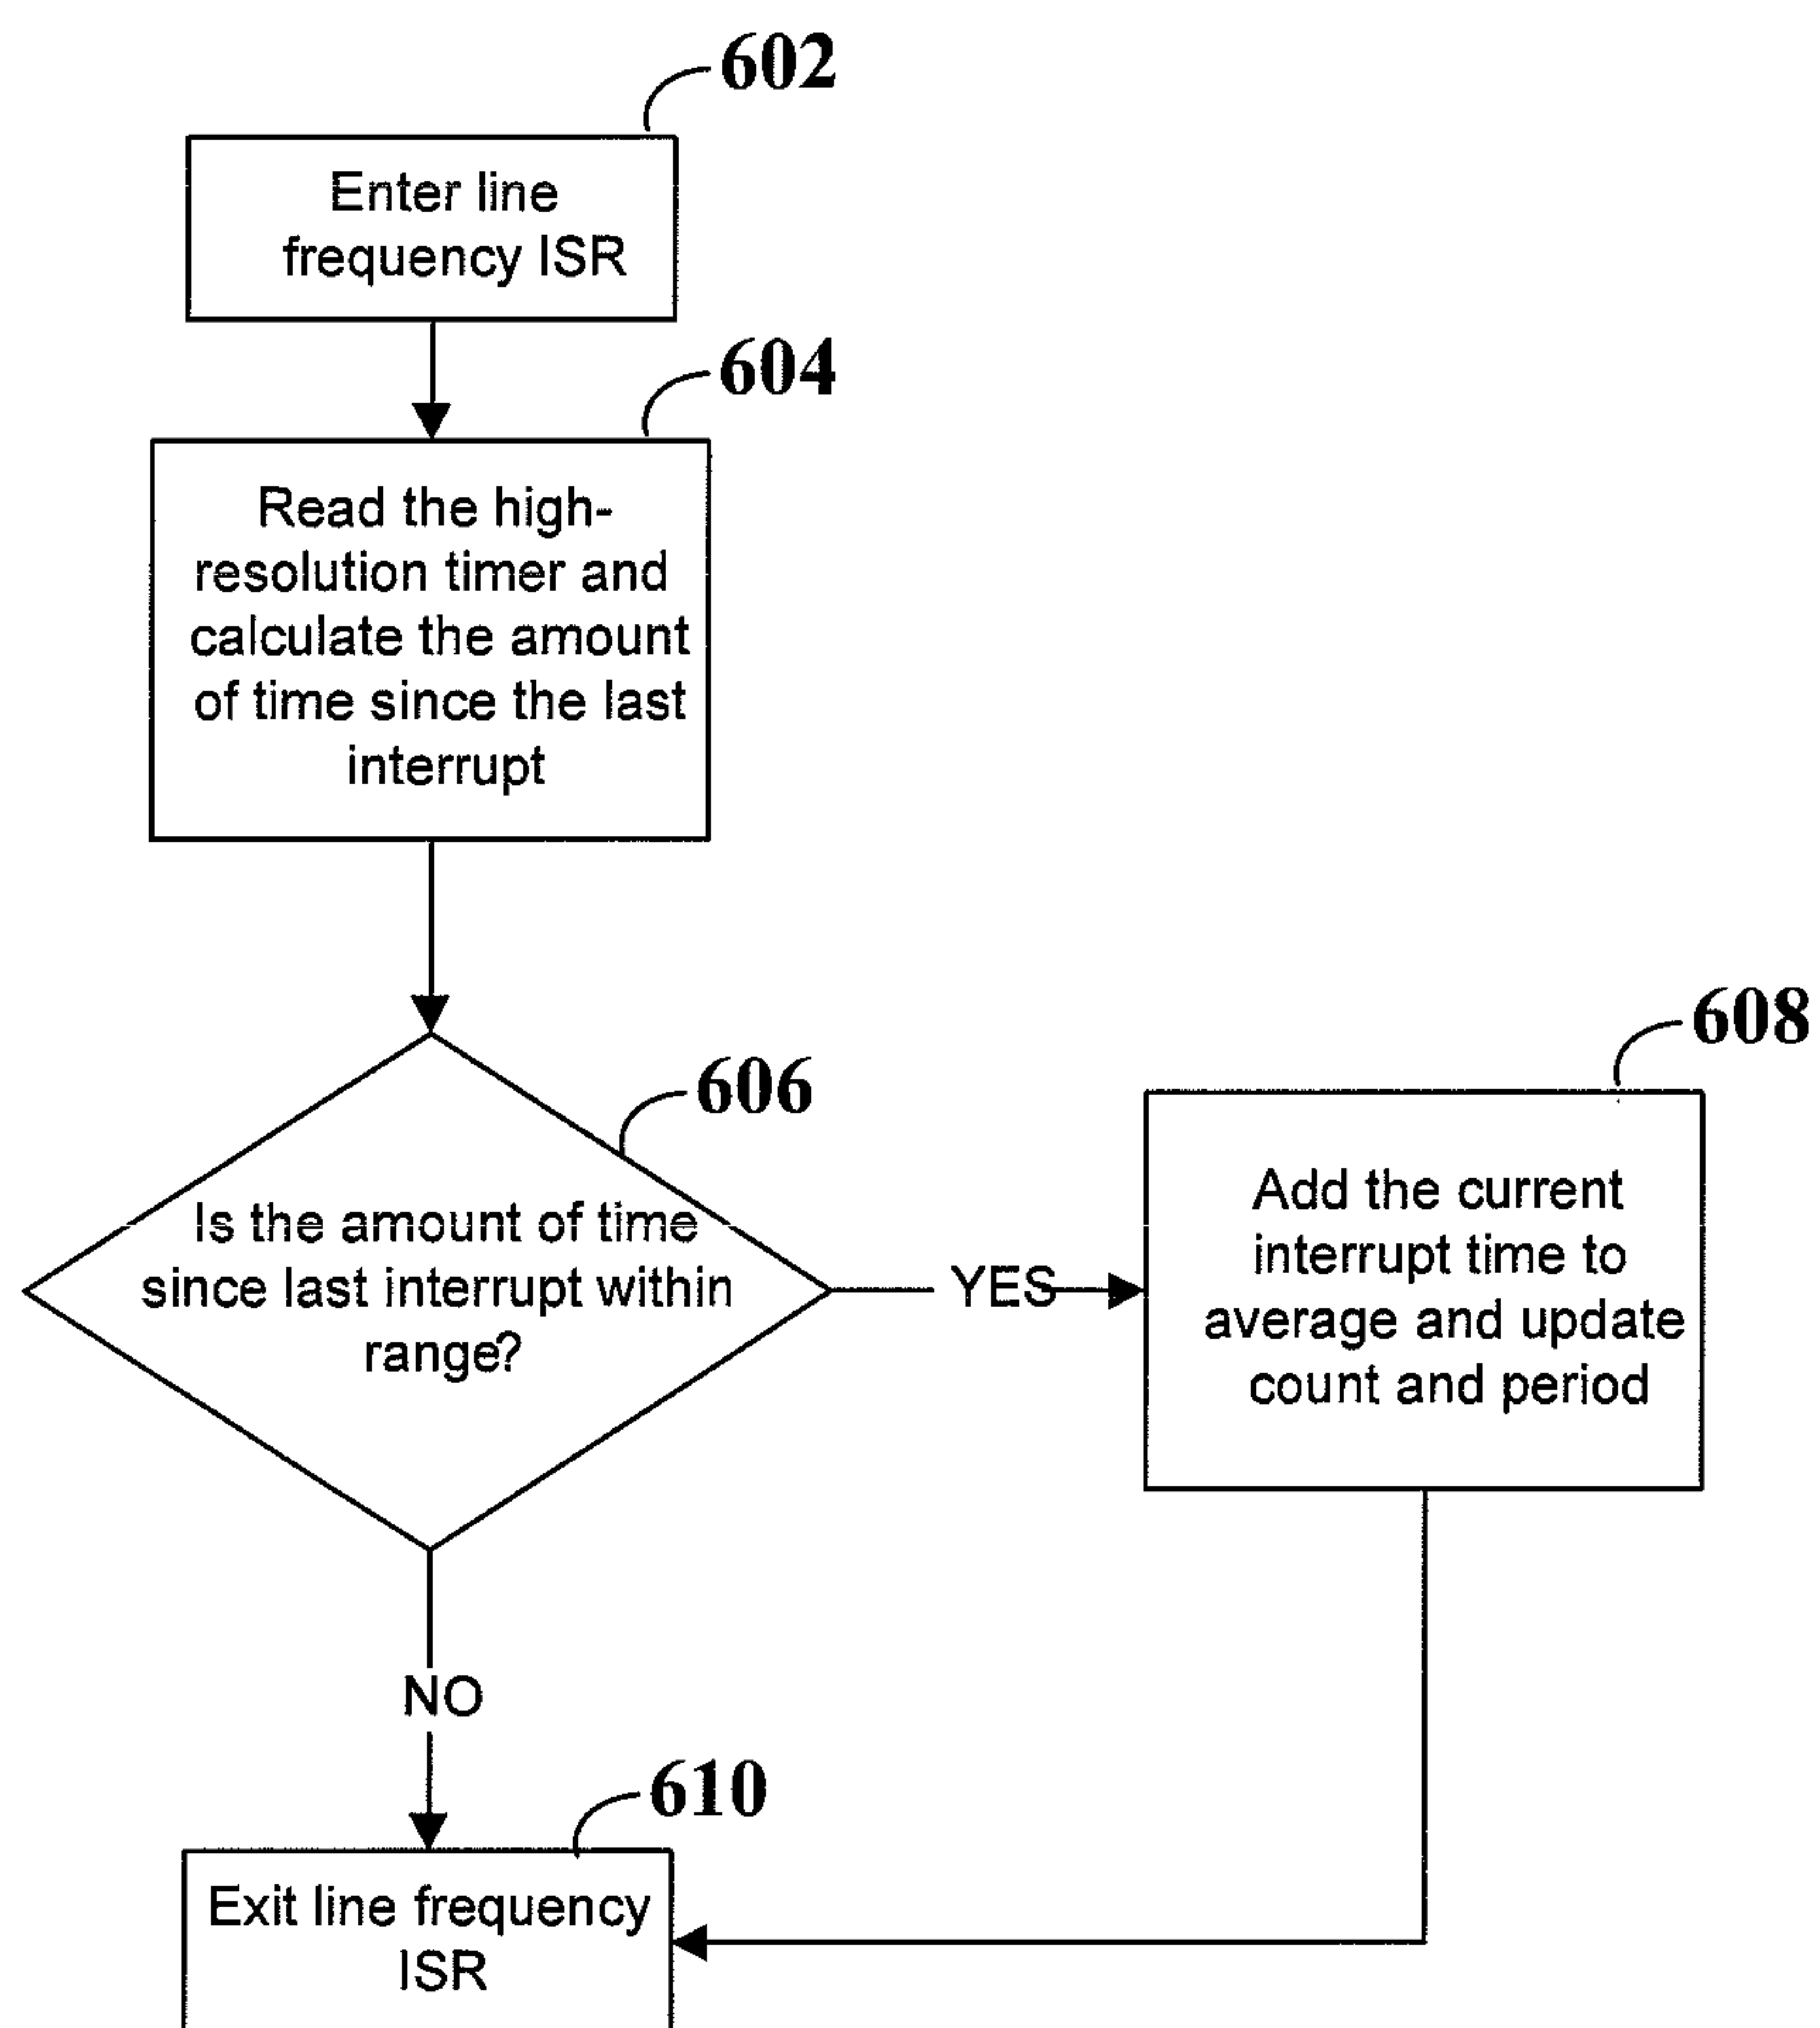 602
Enter line
frequency ISR
604
Read the high-
resolution timer and
calculate the amount
of time since the last
interrupt
606
Is the amount of time
since last interrupt within
range?
YES
608
Add the current
interrupt time to
average and update
count and period
NO
610
Exit line frequency
ISR